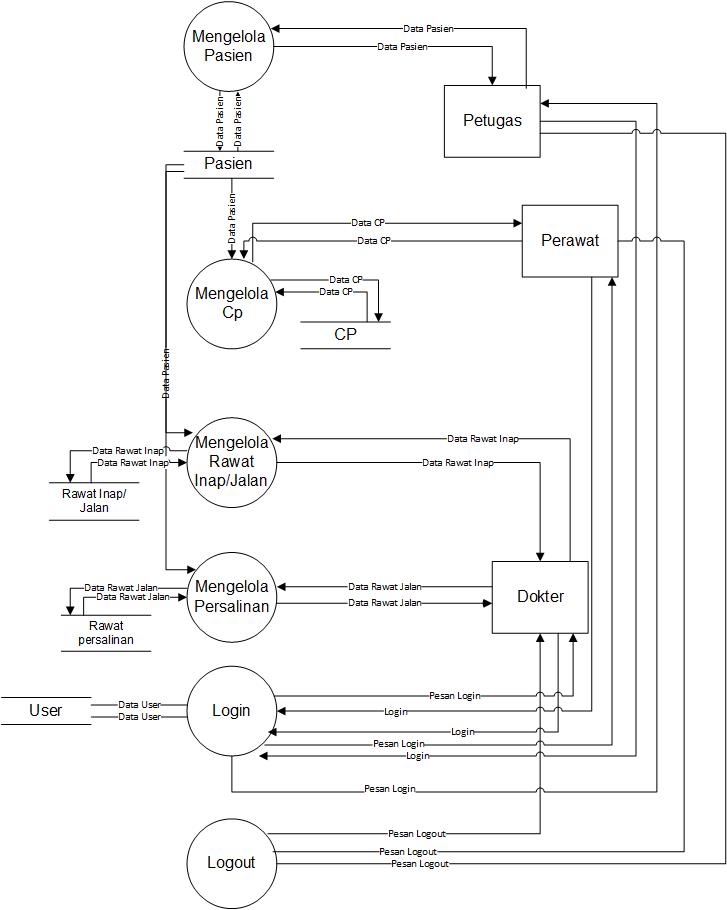 Mengelola
Pasien
Data Pasien
Data Pasien
Petugas
Data Pasien
Data Pasien
Pasien
Data Pasien
Data CP
Data CP
Perawat
Mengelola
Cp
Data CP
Data CP
CP
Data Pasien
Mengelola
Rawat
Inap/Jalan
Data Rawat Inap
Data Rawat Inap
Data Rawat Inap
Data Rawat Inap
Rawat Inap/
Jalan
Mengelola
Persalinan
Data Rawat Jalan
Data Rawat Jalan
Dokter
Data Rawat Jalan
Data Rawat Jalan
Rawat
persalinan
User
Data User
Data User
Login
Pesan Login
Login
Login
Pesan Login
Login
Pesan Login
Logout
Pesan Logout
Pesan Logout
Pesan Logout